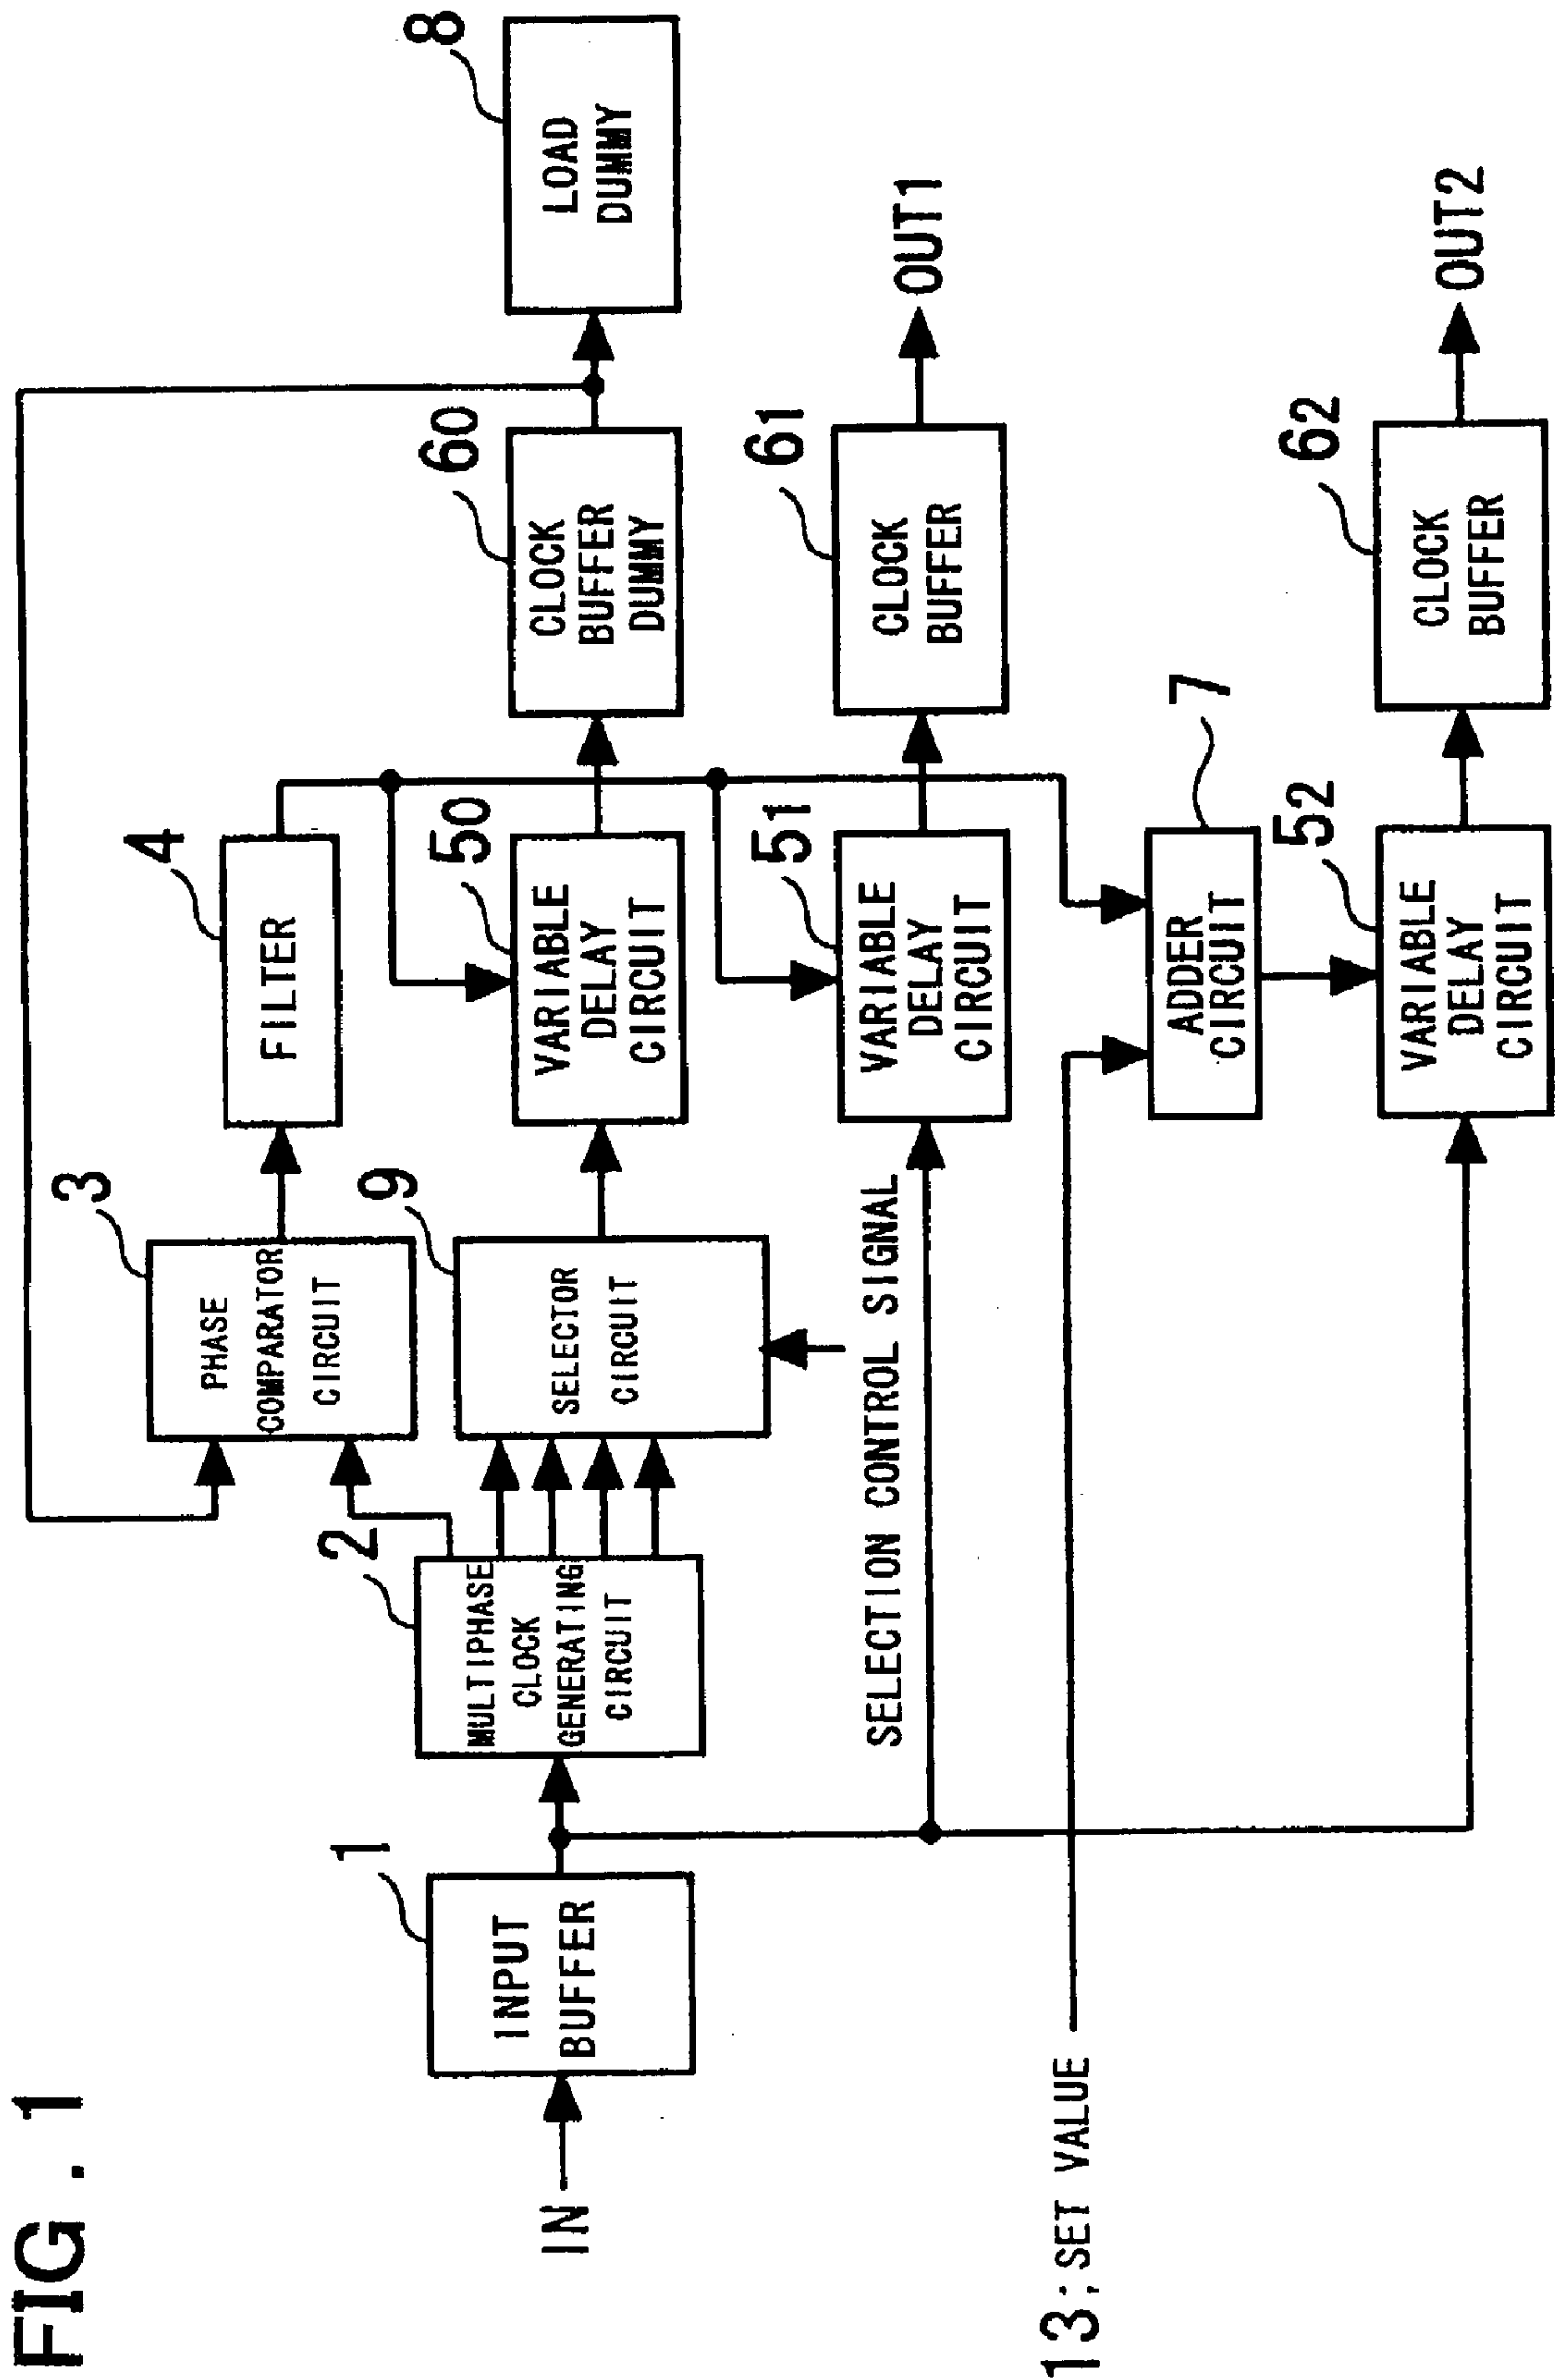 FIG. 1
3
PHASE
COMPARATOR
CIRCUIT
4
FILTER
8
LOAD
DUMMY
IN
1
INPUT
BUFFER
2
MULTIPHASE
CLOCK
GENERATING
CIRCUIT
9
SELECTOR
CIRCUIT
50
VARIABLE
DELAY
CIRCUIT
60
CLOCK
BUFFER
DUMMY
SELECTION CONTROL SIGNAL
51
VARIABLE
DELAY
CIRCUIT
61
CLOCK
BUFFER
OUT1
13;SET VALUE
7
ADDER
CIRCUIT
52
VARIABLE
DELAY
CIRCUIT
62
CLOCK
BUFFER
OUT2